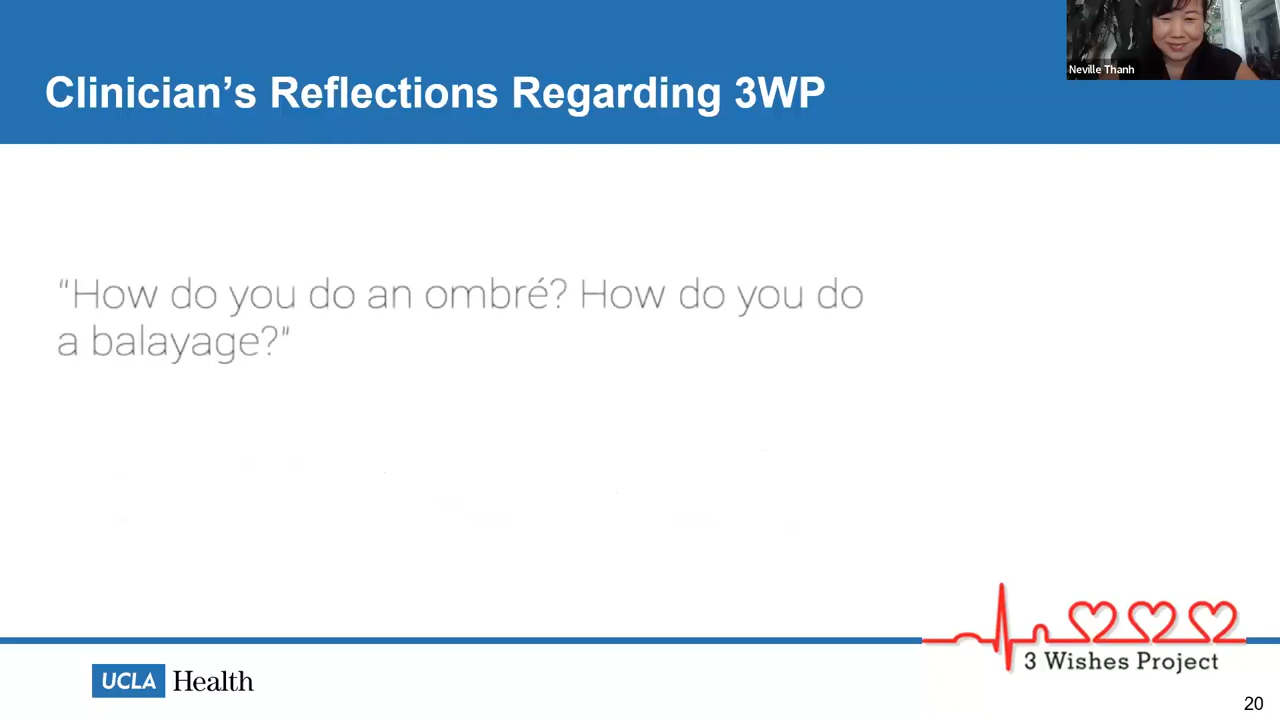 Neville Thanh
Clinician’s Reflections Regarding 3WP
"How do you do an ombré? How do you do
a balayage?"
3 Wishes Project
UCLA Health
20